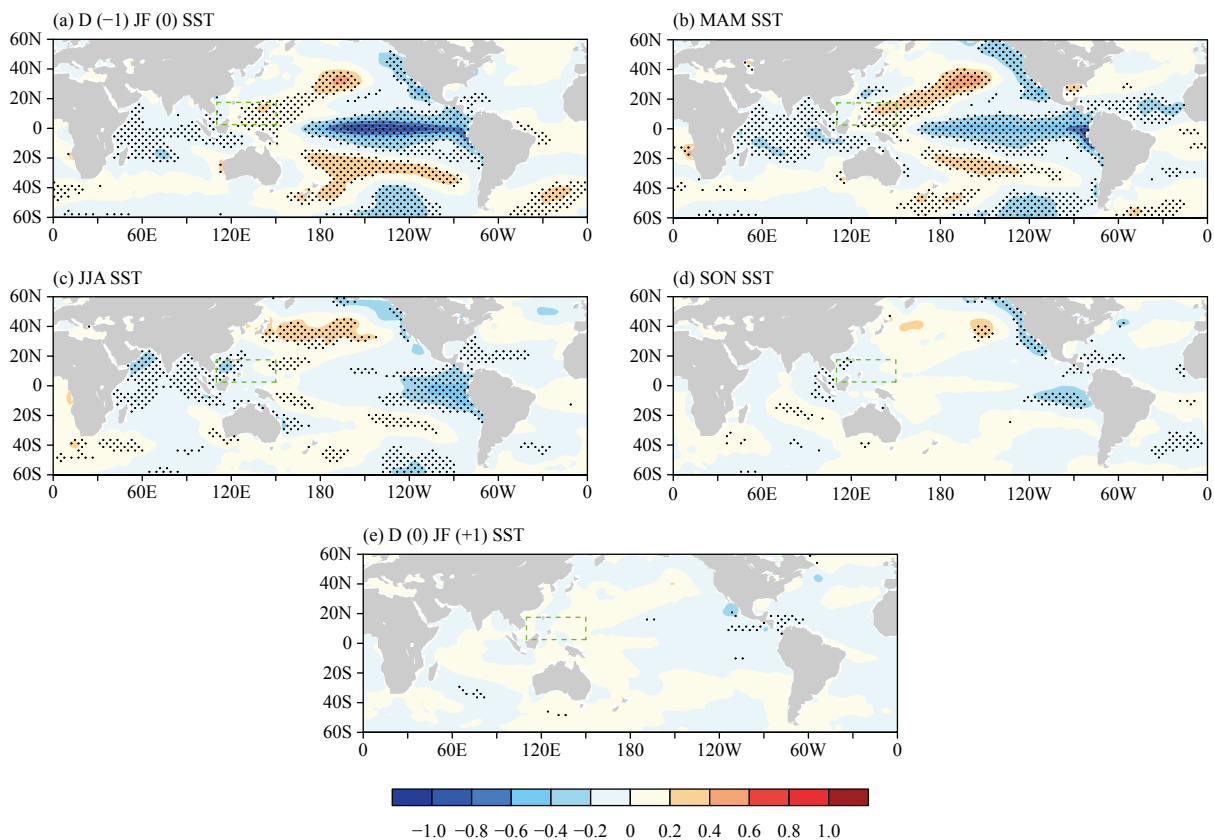 (a) D (−1) JF (0) SST
60N
40N
20N
0
20S
40S
60S
0 60E 120E 180 120W 60W 0
(b) MAM SST
60N
40N
20N
0
20S
40S
60S
0 60E 120E 180 120W 60W 0
(c) JJA SST
60N
40N
20N
0
20S
40S
60S
0 60E 120E 180 120W 60W 0
(d) SON SST
60N
40N
20N
0
20S
40S
60S
0 60E 120E 180 120W 60W 0
(e) D (0) JF (+1) SST
60N
40N
20N
0
20S
40S
60S
0 60E 120E 180 120W 60W 0
−1.0 −0.8 −0.6 −0.4 −0.2 0 0.2 0.4 0.6 0.8 1.0